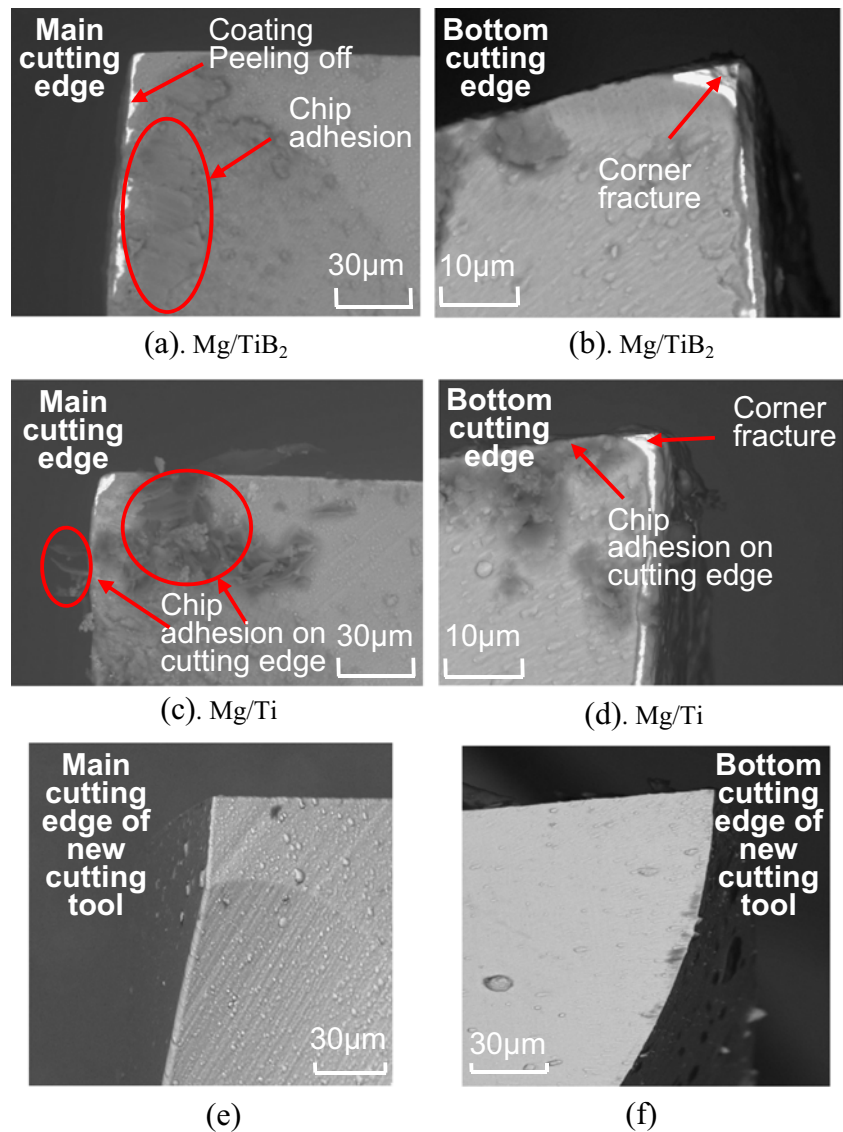 Main
cutting
edge
Coating
Peeling off
Chip
adhesion
30μm
(a). Mg/TiB₂
Bottom
cutting
edge
Corner
fracture
10μm
(b). Mg/TiB₂
Main
cutting
edge
Chip
adhesion on
cutting edge
30μm
(c). Mg/Ti
Bottom
cutting
edge
Corner
fracture
Chip
adhesion on
cutting edge
10μm
(d). Mg/Ti
Main
cutting
edge of
new
cutting
tool
30μm
(e)
Bottom
cutting
edge of
new
cutting
tool
30μm
(f)